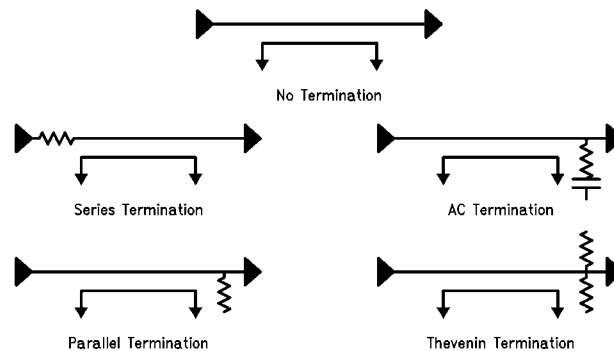 No Termination
Series Termination
AC Termination
Parallel Termination
Thevenin Termination